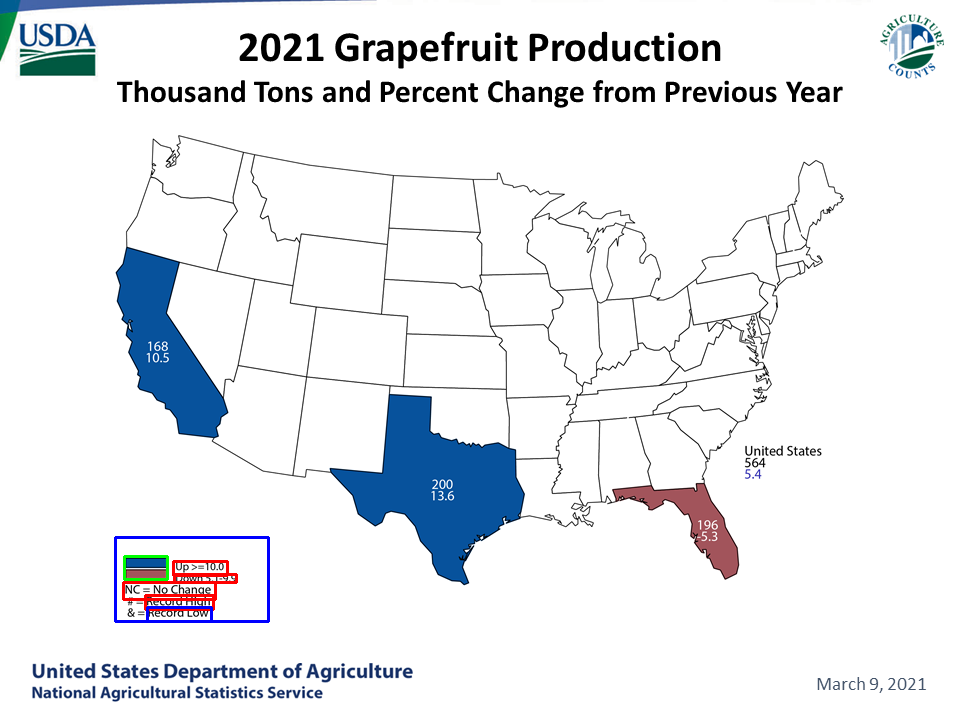 USDA
AGRICULTURE
COUNTS
2021 Grapefruit Production
Thousand Tons and Percent Change from Previous Year
168
10.5
200
13.6
United States
564
5.4
196
-5.3
Up >=10.0
Down 5.1-9.9
NC = No Change
# = Record High
& = Record Low
United States Department of Agriculture
National Agricultural Statistics Service
March 9, 2021